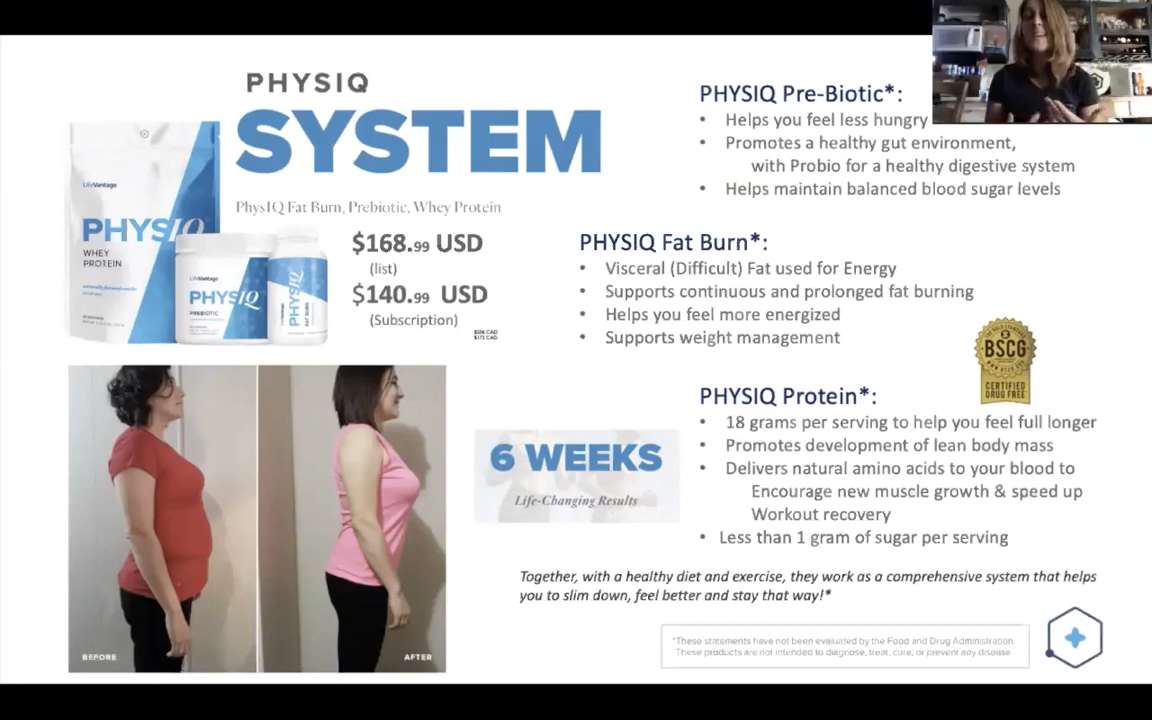 PHYSIQ
SYSTEM
PhysIQ Fat Burn, Prebiotic, Whey Protein
LifeVantage
PHYSIQ
WHEY
PROTEIN
LifeVantage
PHYSIQ
PREBIOTIC
LifeVantage
PHYSIQ
FAT BURN
$168.99 USD
(list)
$140.99 USD
(Subscription)
PHYSIQ Pre-Biotic*:
• Helps you feel less hungry
• Promotes a healthy gut environment,
with Probio for a healthy digestive system
• Helps maintain balanced blood sugar levels
PHYSIQ Fat Burn*:
• Visceral (Difficult) Fat used for Energy
• Supports continuous and prolonged fat burning
• Helps you feel more energized
• Supports weight management
BSCG
WWW.BSCG.ORG
CERTIFIED
DRUG FREE
PHYSIQ Protein*:
• 18 grams per serving to help you feel full longer
• Promotes development of lean body mass
• Delivers natural amino acids to your blood to
Encourage new muscle growth & speed up
Workout recovery
• Less than 1 gram of sugar per serving
6 WEEKS
Life-Changing Results
BEFORE
AFTER
Together, with a healthy diet and exercise, they work as a comprehensive system that helps
you to slim down, feel better and stay that way!*
*These statements have not been evaluated by the Food and Drug Administration.
These products are not intended to diagnose, treat, cure, or prevent any disease